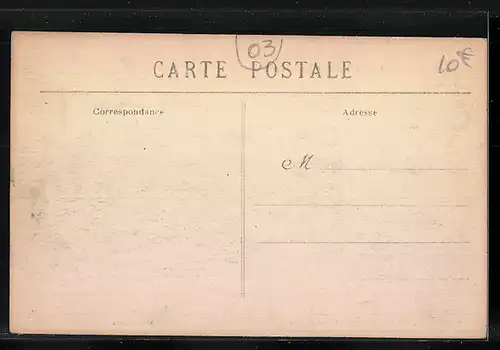 (03)
10€
CARTE POSTALE
Correspondance
Adresse
M